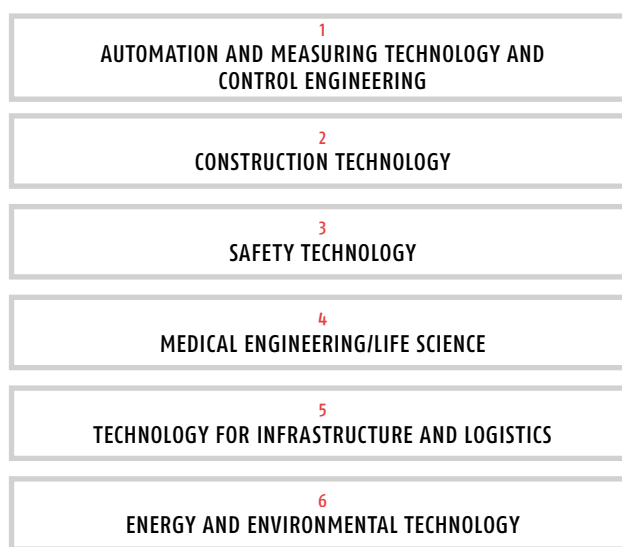 1
AUTOMATION AND MEASURING TECHNOLOGY AND
CONTROL ENGINEERING
2
CONSTRUCTION TECHNOLOGY
3
SAFETY TECHNOLOGY
4
MEDICAL ENGINEERING/LIFE SCIENCE
5
TECHNOLOGY FOR INFRASTRUCTURE AND LOGISTICS
6
ENERGY AND ENVIRONMENTAL TECHNOLOGY